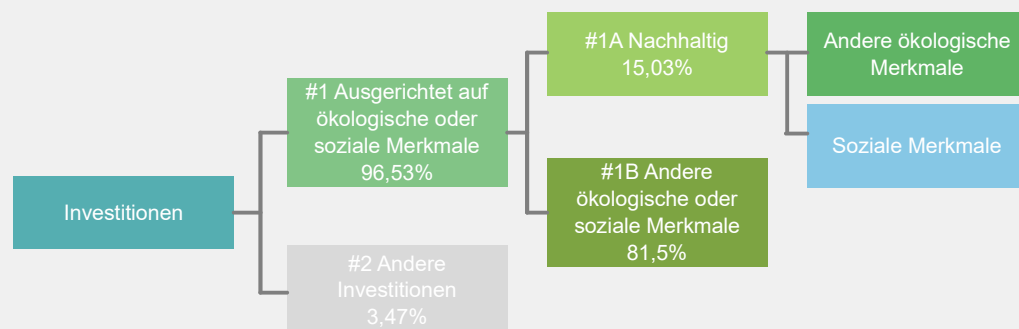 Investitionen
#1 Ausgerichtet auf
ökologische oder
soziale Merkmale
96,53%
#2 Andere
Investitionen
3,47%
#1A Nachhaltig
15,03%
#1B Andere
ökologische oder
soziale Merkmale
81,5%
Andere ökologische
Merkmale
Soziale Merkmale